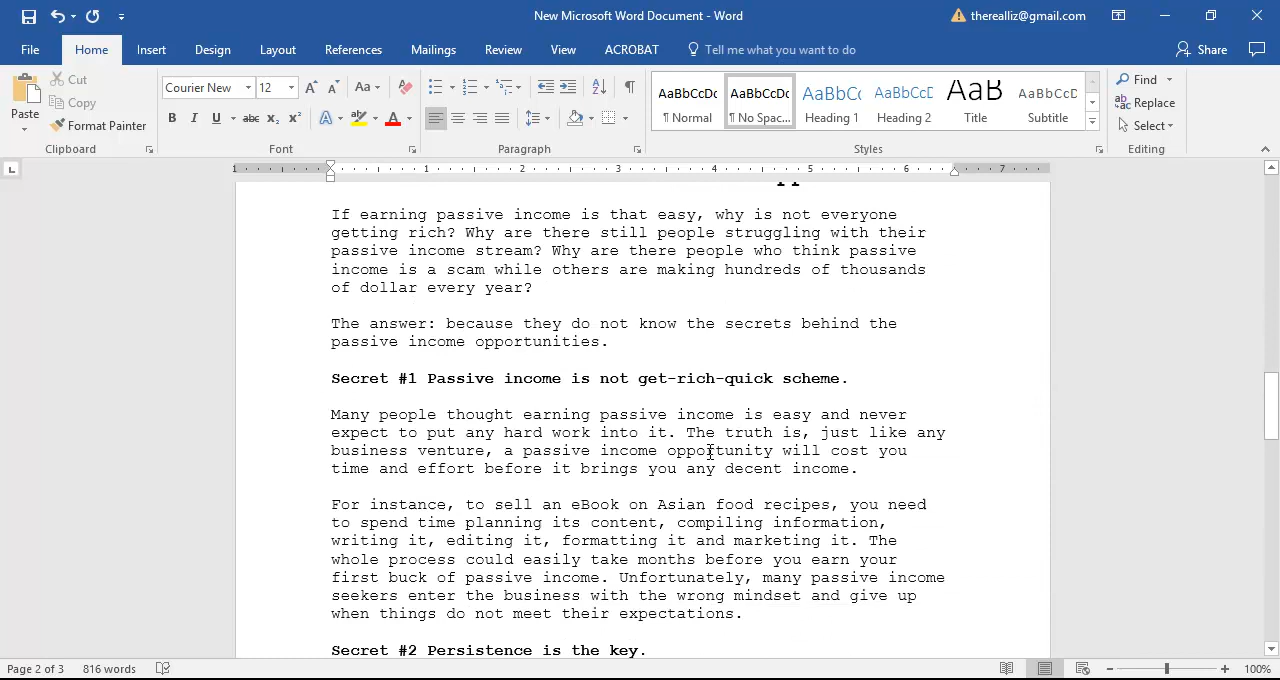 New Microsoft Word Document - Word
therealliz@gmail.com
File Home Insert Design Layout References Mailings Review View ACROBAT Tell me what you want to do Share
Paste
Cut
Copy
Format Painter
Clipboard
Courier New 12
Font
Paragraph
AaBbCcDc AaBbCcDc AaBbCc AaBbCcD AaB AaBbCcD
¶ Normal ¶ No Spac... Heading 1 Heading 2 Title Subtitle
Styles
Find
Replace
Select
Editing
1 1 2 3 4 5 6 7
If earning passive income is that easy, why is not everyone
getting rich? Why are there still people struggling with their
passive income stream? Why are there people who think passive
income is a scam while others are making hundreds of thousands
of dollar every year?
The answer: because they do not know the secrets behind the
passive income opportunities.
Secret #1 Passive income is not get-rich-quick scheme.
Many people thought earning passive income is easy and never
expect to put any hard work into it. The truth is, just like any
business venture, a passive income opportunity will cost you
time and effort before it brings you any decent income.
For instance, to sell an eBook on Asian food recipes, you need
to spend time planning its content, compiling information,
writing it, editing it, formatting it and marketing it. The
whole process could easily take months before you earn your
first buck of passive income. Unfortunately, many passive income
seekers enter the business with the wrong mindset and give up
when things do not meet their expectations.
Secret #2 Persistence is the key.
Page 2 of 3 816 words 100%